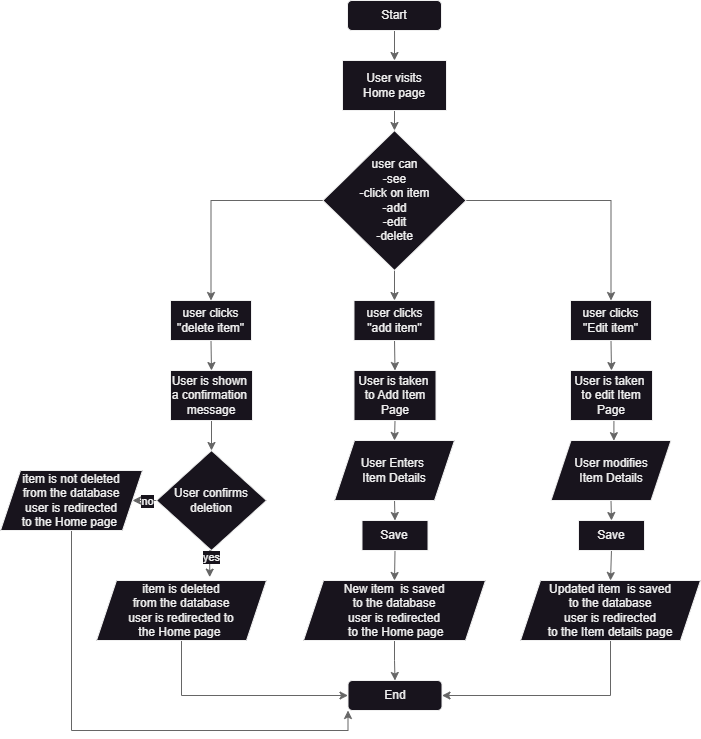 Start
User visits
Home page
user can
-see
-click on item
-add
-edit
-delete
user clicks
"delete item"
user clicks
"add item"
user clicks
"Edit item"
User is shown
a confirmation
message
User is taken
to Add Item
Page
User is taken
to edit Item
Page
User confirms
deletion
no
yes
item is not deleted
from the database
user is redirected
to the Home page
User Enters
Item Details
User modifies
Item Details
Save
Save
item is deleted
from the database
user is redirected to
the Home page
New item is saved
to the database
user is redirected
to the Home page
Updated item is saved
to the database
user is redirected
to the Item details page
End